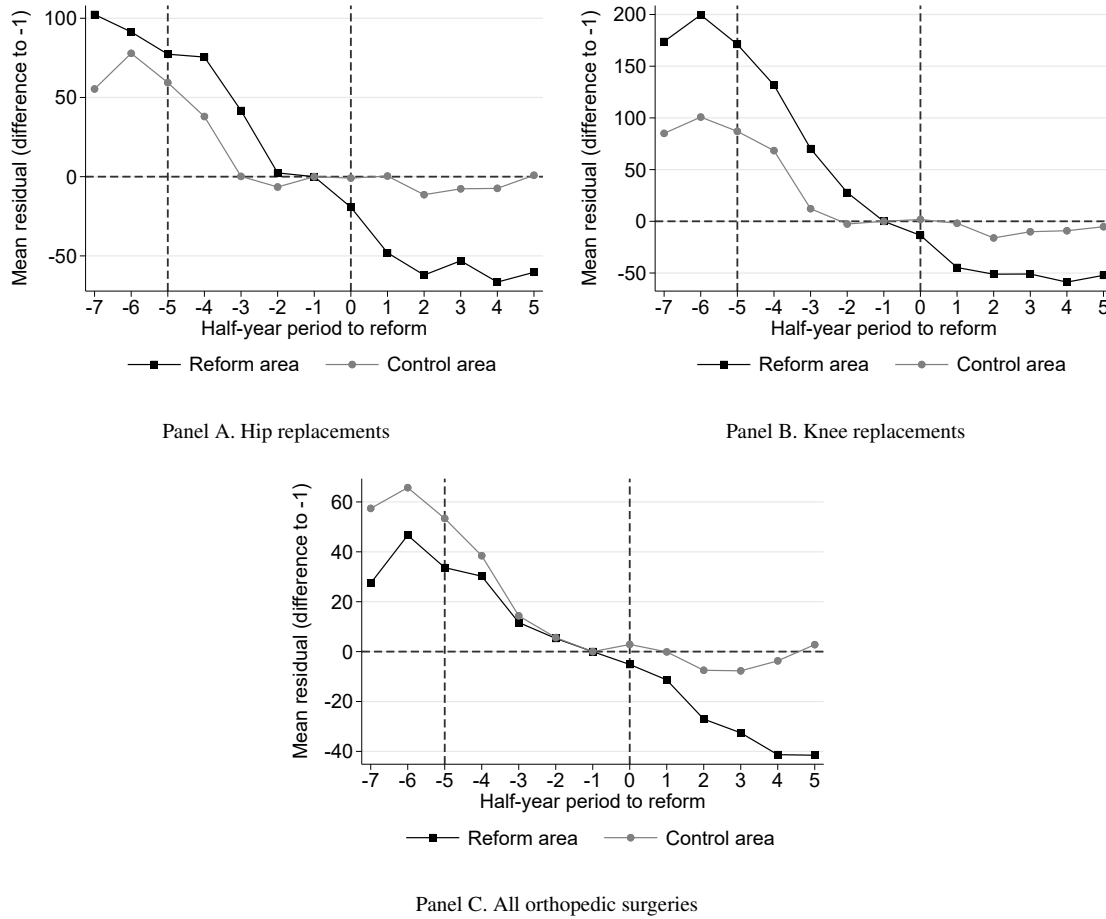 Mean residual (difference to -1)
100
50
0
-50
-7 -6 -5 -4 -3 -2 -1 0 1 2 3 4 5
Half-year period to reform
Reform area Control area
Panel A. Hip replacements
Mean residual (difference to -1)
200
150
100
50
0
-50
-7 -6 -5 -4 -3 -2 -1 0 1 2 3 4 5
Half-year period to reform
Reform area Control area
Panel B. Knee replacements
Mean residual (difference to -1)
60
40
20
0
-20
-40
-7 -6 -5 -4 -3 -2 -1 0 1 2 3 4 5
Half-year period to reform
Reform area Control area
Panel C. All orthopedic surgeries